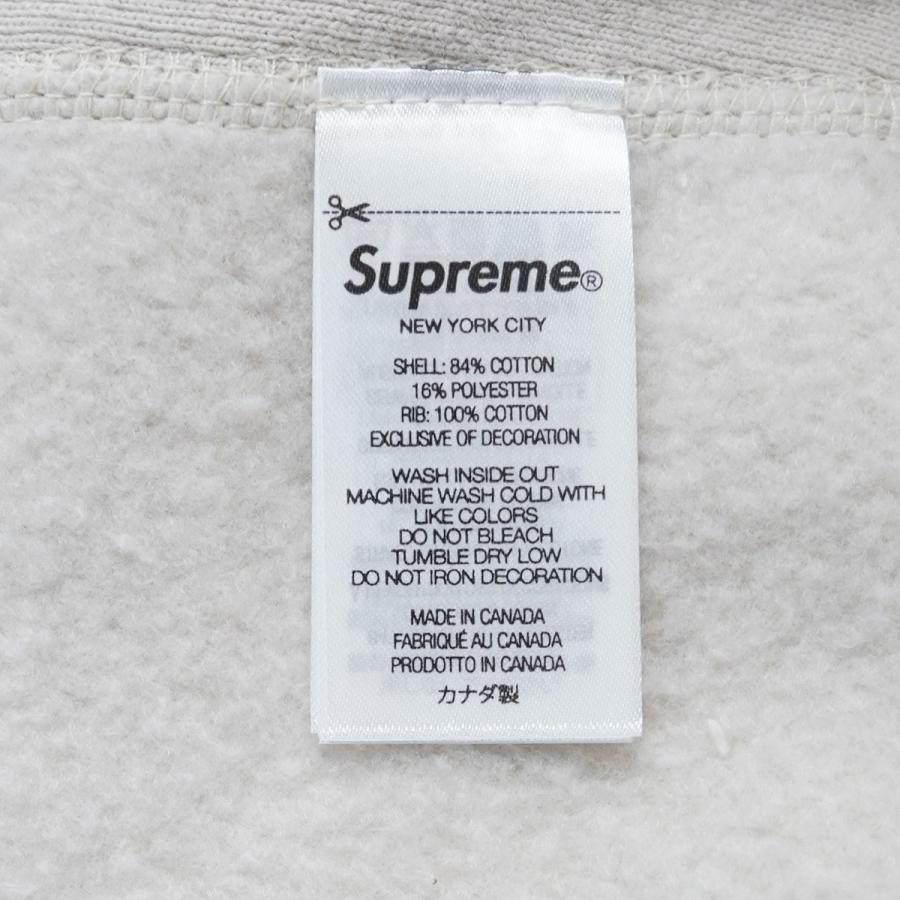 Supreme®
NEW YORK CITY
SHELL: 84% COTTON
16% POLYESTER
RIB: 100% COTTON
EXCLUSIVE OF DECORATION
WASH INSIDE OUT
MACHINE WASH COLD WITH
LIKE COLORS
DO NOT BLEACH
TUMBLE DRY LOW
DO NOT IRON DECORATION
MADE IN CANADA
FABRIQUÉ AU CANADA
PRODOTTO IN CANADA
カナダ製